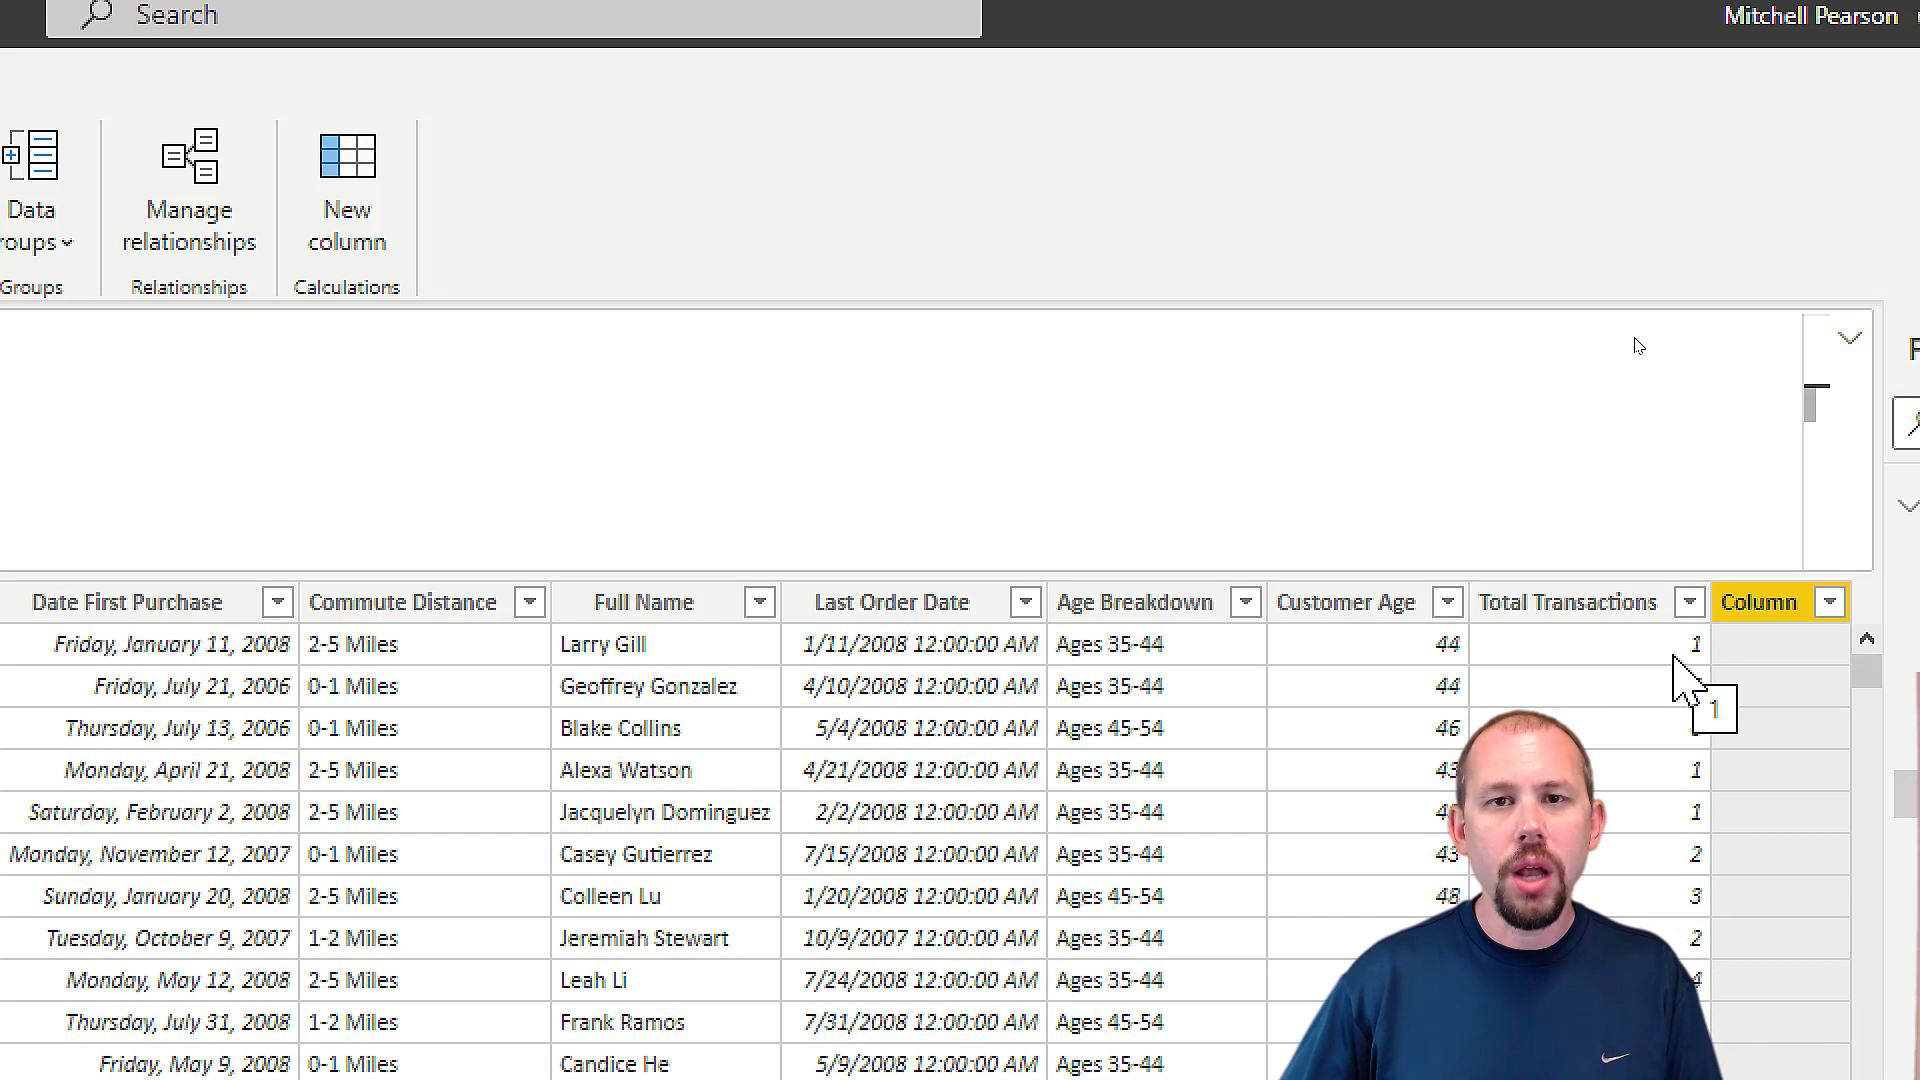 Search
Mitchell Pearson
Data
roups
Groups
Manage
relationships
Relationships
New
column
Calculations
Date First Purchase Commute Distance Full Name Last Order Date Age Breakdown Customer Age Total Transactions Column
Friday, January 11, 2008 2-5 Miles Larry Gill 1/11/2008 12:00:00 AM Ages 35-44 44 1
Friday, July 21, 2006 0-1 Miles Geoffrey Gonzalez 4/10/2008 12:00:00 AM Ages 35-44 44
1
Thursday, July 13, 2006 0-1 Miles Blake Collins 5/4/2008 12:00:00 AM Ages 45-54 46
Monday, April 21, 2008 2-5 Miles Alexa Watson 4/21/2008 12:00:00 AM Ages 35-44 43 1
Saturday, February 2, 2008 2-5 Miles Jacquelyn Dominguez 2/2/2008 12:00:00 AM Ages 35-44 1
Monday, November 12, 2007 0-1 Miles Casey Gutierrez 7/15/2008 12:00:00 AM Ages 35-44 43 2
Sunday, January 20, 2008 2-5 Miles Colleen Lu 1/20/2008 12:00:00 AM Ages 45-54 48 3
Tuesday, October 9, 2007 1-2 Miles Jeremiah Stewart 10/9/2007 12:00:00 AM Ages 35-44 2
Monday, May 12, 2008 2-5 Miles Leah Li 7/24/2008 12:00:00 AM Ages 35-44 4
Thursday, July 31, 2008 1-2 Miles Frank Ramos 7/31/2008 12:00:00 AM Ages 45-54
Friday, May 9, 2008 0-1 Miles Candice He 5/9/2008 12:00:00 AM Ages 35-44